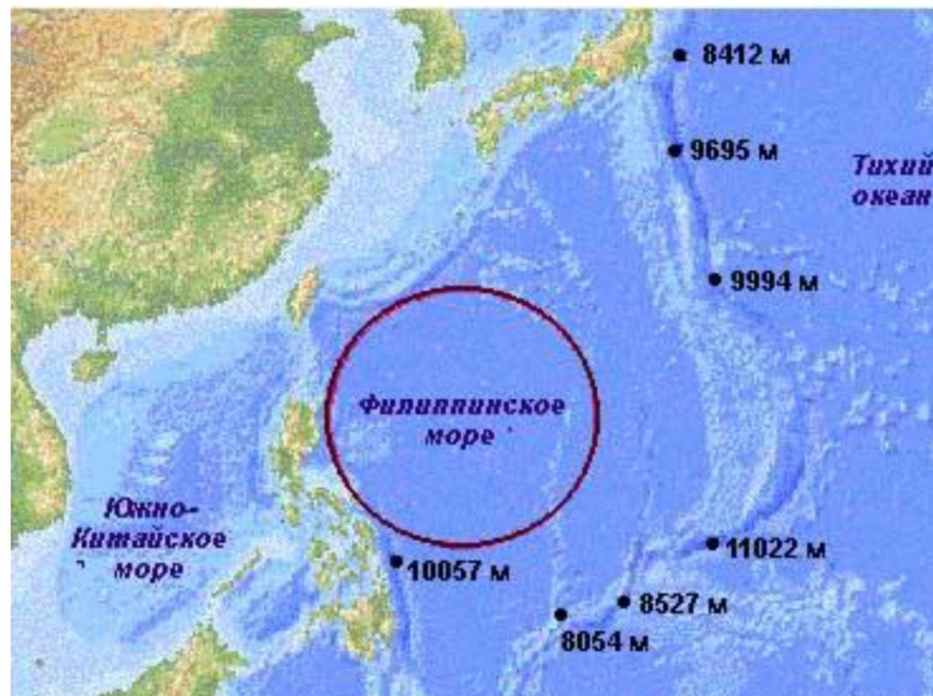 8412 м
9695 м
Тихий
океан
9994 м
Филиппинское
море
Южно-
Китайское
море
11022 м
10057 м
8527 м
8054 м